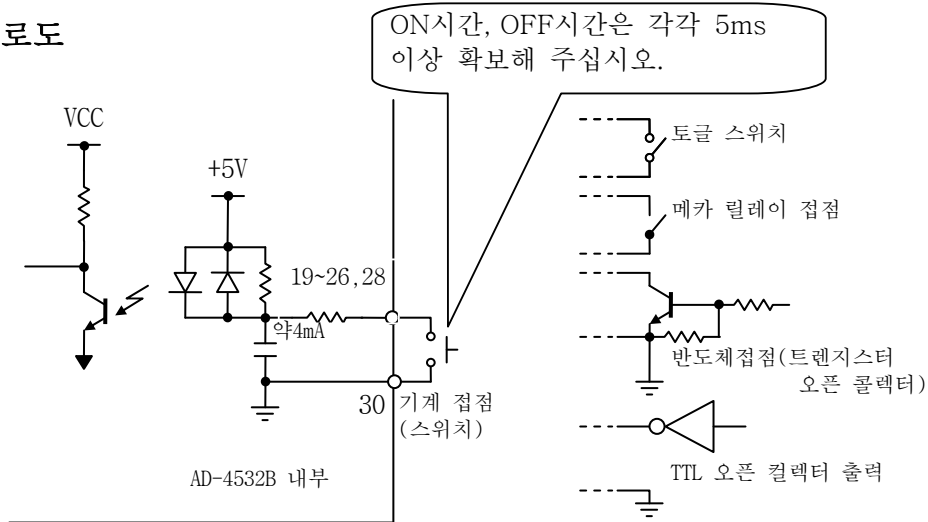 로도
ON시간, OFF시간은 각각 5ms
이상 확보해 주십시오.
VCC
+5V
19~26,28
약4mA
30
기계 접점
(스위치)
AD-4532B 내부
토글 스위치
메카 릴레이 접점
반도체접점(트렌지스터
오픈 콜렉터)
TTL 오픈 컬렉터 출력